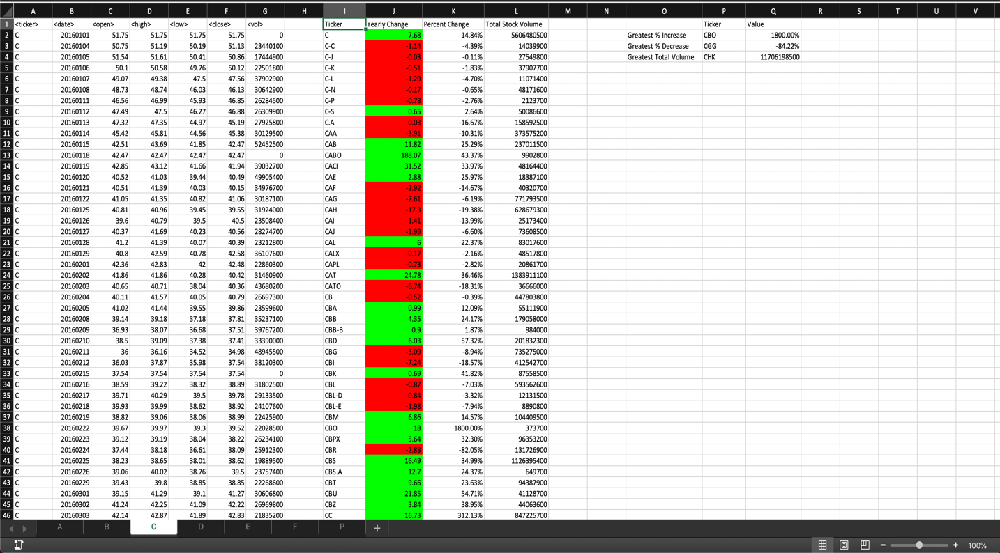 A B C D E F G H I J K L M N O P Q R S T U V
1 <ticker> <date> <open> <high> <low> <close> <vol> Ticker Yearly Change Percent Change Total Stock Volume Ticker Value
2 C 20160101 51.75 51.75 51.75 51.75 0 C 7.68 14.84% 5606480500 Greatest % Increase CBO 1800.00%
3 C 20160104 50.75 51.19 50.19 51.13 23440100 C-C -1.14 -4.39% 14039900 Greatest % Decrease CGG -84.22%
4 C 20160105 51.54 51.61 50.41 50.86 17444900 C-J -0.03 -0.11% 27549800 Greatest Total Volume CHK 11706198500
5 C 20160106 50.1 50.58 49.76 50.12 22501800 C-K -0.51 -1.83% 37907700
6 C 20160107 49.07 49.38 47.5 47.56 37902900 C-L -1.29 -4.70% 11071400
7 C 20160108 48.73 48.74 46.03 46.13 30642900 C-N -0.17 -0.65% 48171600
8 C 20160111 46.56 46.99 45.93 46.85 26284500 C-P -0.78 -2.76% 2123700
9 C 20160112 47.49 47.5 46.27 46.88 26309900 C-S 0.65 2.64% 50086600
10 C 20160113 47.32 47.35 44.97 45.19 27925800 C.A -0.03 -16.67% 158592500
11 C 20160114 45.42 45.81 44.56 45.38 30129500 CAA -3.91 -10.31% 373575200
12 C 20160115 42.51 43.69 41.85 42.47 52452500 CAB 11.82 25.29% 237011500
13 C 20160118 42.47 42.47 42.47 42.47 0 CABO 188.07 43.37% 9902800
14 C 20160119 42.85 43.12 41.66 41.94 39032700 CACI 31.52 33.97% 48164400
15 C 20160120 40.52 41.03 39.44 40.49 49905400 CAE 2.88 25.97% 18387100
16 C 20160121 40.51 41.39 40.03 40.15 34976700 CAF -2.92 -14.67% 40320700
17 C 20160122 41.05 41.35 40.82 41.06 30187100 CAG -2.61 -6.19% 771793500
18 C 20160125 40.81 40.96 39.45 39.55 31924000 CAH -17.3 -19.38% 628679300
19 C 20160126 39.6 40.79 39.5 40.5 23508400 CAI -1.41 -13.99% 25173400
20 C 20160127 40.37 41.69 40.23 40.56 28274700 CAJ -1.99 -6.60% 73608500
21 C 20160128 41.2 41.39 40.07 40.39 23212800 CAL 6 22.37% 83017600
22 C 20160129 40.8 42.59 40.78 42.58 36107600 CALX -0.17 -2.16% 48517800
23 C 20160201 42.36 42.83 42 42.48 22860300 CAPL -0.73 -2.82% 20861700
24 C 20160202 41.86 41.86 40.28 40.42 31460900 CAT 24.78 36.46% 1383911100
25 C 20160203 40.65 40.71 38.04 40.36 43680200 CATO -6.74 -18.31% 36666000
26 C 20160204 40.11 41.57 40.05 40.79 26697300 CB -0.52 -0.39% 447803800
27 C 20160205 41.02 41.44 39.55 39.86 23599600 CBA 0.99 12.09% 55111900
28 C 20160208 39.14 39.18 37.18 37.81 35237100 CBB 4.35 24.17% 179058000
29 C 20160209 36.93 38.07 36.68 37.51 39767200 CBB-B 0.9 1.87% 984000
30 C 20160210 38.5 39.09 37.38 37.41 33390000 CBD 6.03 57.32% 201832300
31 C 20160211 36 36.16 34.52 34.98 48945500 CBG -3.09 -8.94% 735275000
32 C 20160212 36.03 37.87 35.98 37.54 38120300 CBI -7.24 -18.57% 412542700
33 C 20160215 37.54 37.54 37.54 37.54 0 CBK 0.69 41.82% 87558500
34 C 20160216 38.59 39.22 38.32 38.89 31802500 CBL -0.87 -7.03% 593562600
35 C 20160217 39.71 40.29 39.5 39.78 29133500 CBL-D -0.84 -3.32% 12131500
36 C 20160218 39.93 39.99 38.62 38.92 24107600 CBL-E -1.98 -7.94% 8890800
37 C 20160219 38.82 39.06 38.06 38.99 22425900 CBM 6.86 14.57% 104409500
38 C 20160222 39.67 39.97 39.3 39.52 22028500 CBO 18 1800.00% 373700
39 C 20160223 39.12 39.19 38.04 38.22 26234100 CBPX 5.64 32.30% 96353200
40 C 20160224 37.44 38.18 36.61 38.09 25912300 CBR -2.88 -82.05% 131726900
41 C 20160225 38.23 38.65 38.01 38.62 19889500 CBS 16.49 34.99% 1126395400
42 C 20160226 39.06 40.02 38.76 39.5 23757400 CBS.A 12.7 24.37% 649700
43 C 20160229 39.43 39.8 38.85 38.85 22268600 CBT 9.66 23.63% 94387900
44 C 20160301 39.15 41.29 39.1 41.27 30606800 CBU 21.85 54.71% 41128700
45 C 20160302 41.24 42.25 41.09 42.22 26969800 CBZ 3.84 38.95% 44063600
46 C 20160303 42.14 42.87 41.89 42.83 21835200 CC 16.73 312.13% 847225700
A B C D E F P +
100%